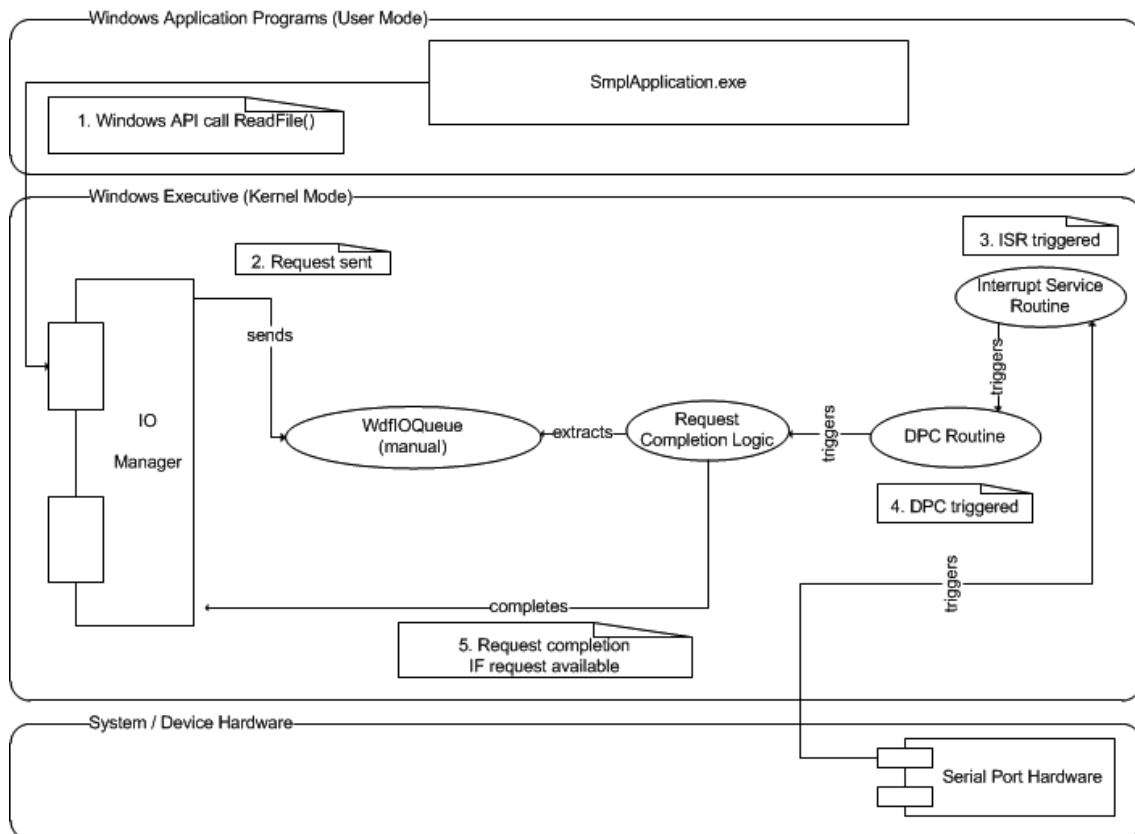 Windows Application Programs (User Mode)
SmplApplication.exe
1. Windows API call ReadFile()
Windows Executive (Kernel Mode)
3. ISR triggered
2. Request sent
Interrupt Service
Routine
sends
triggers
IO
Manager
WdfIOQueue
(manual)
extracts
Request
Completion Logic
triggers
DPC Routine
4. DPC triggered
triggers
completes
5. Request completion
IF request available
System / Device Hardware
Serial Port Hardware